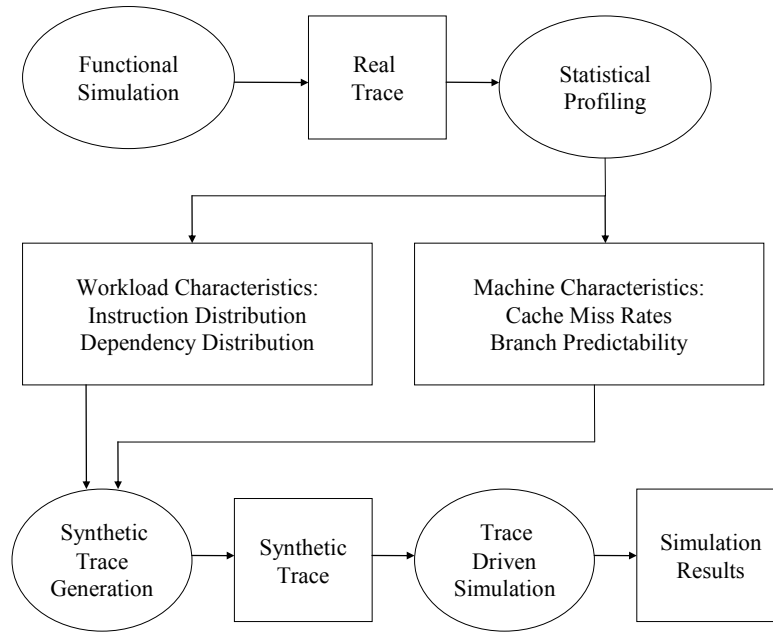 Functional
Simulation
Real
Trace
Statistical
Profiling
Workload Characteristics:
Instruction Distribution
Dependency Distribution
Machine Characteristics:
Cache Miss Rates
Branch Predictability
Synthetic
Trace
Generation
Synthetic
Trace
Trace
Driven
Simulation
Simulation
Results